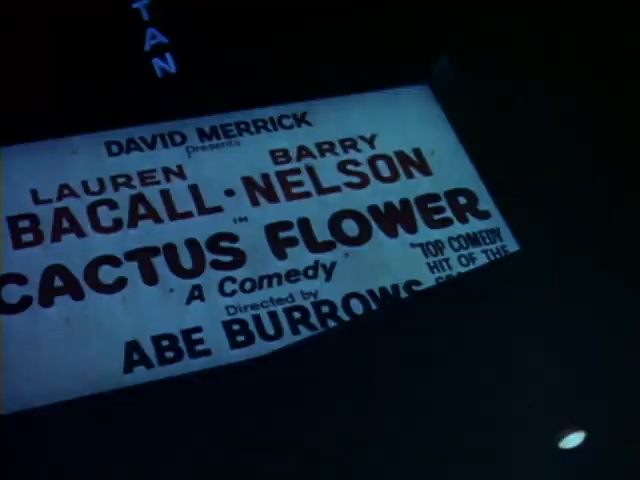 TAN
DAVID MERRICK
Presents
LAUREN BARRY
BACALL · NELSON
IN
CACTUS FLOWER
A Comedy
Directed by
ABE BURROWS
"TOP COMEDY
HIT OF THE